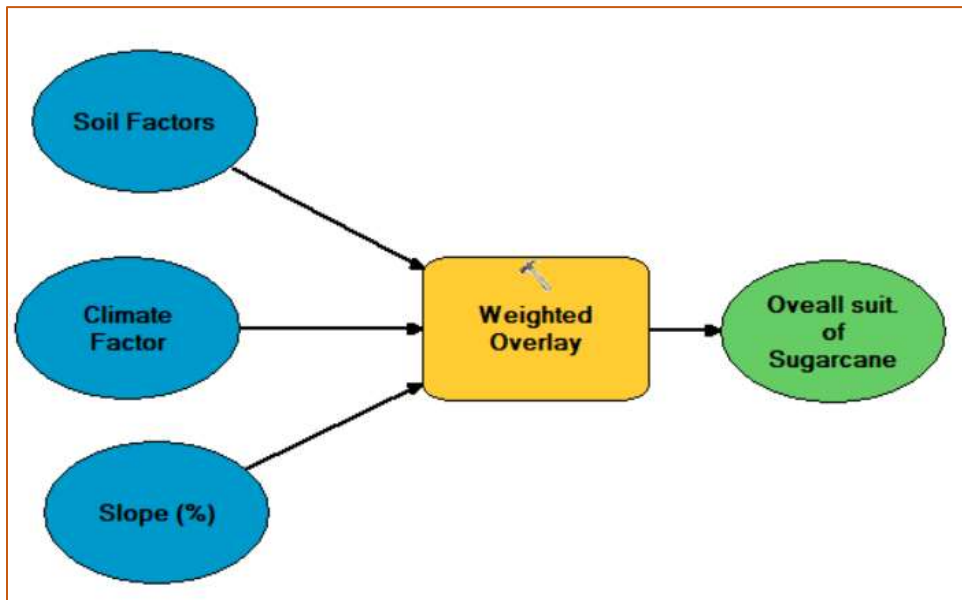 Soil Factors
Climate
Factor
Slope (%)
Weighted
Overlay
Oveall suit.
of
Sugarcane